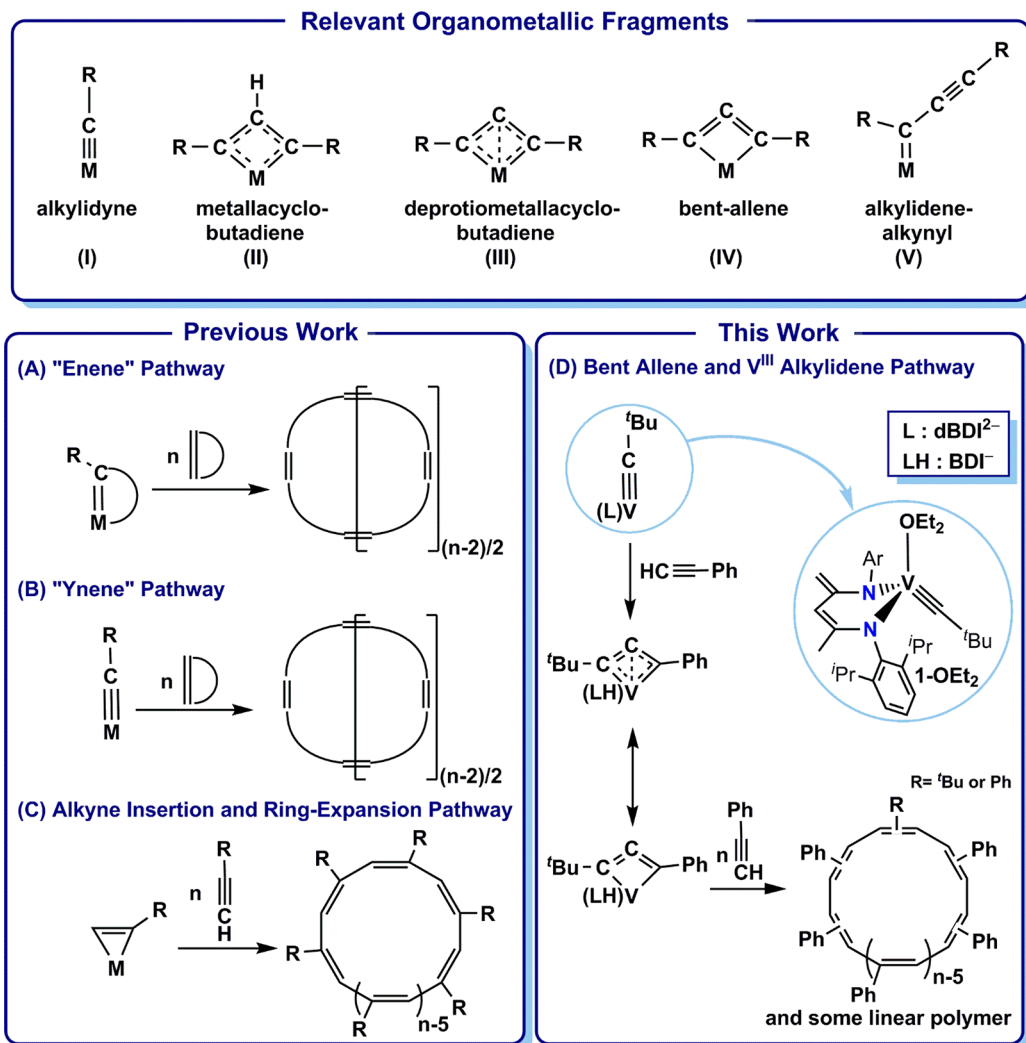 Relevant Organometallic Fragments
R
C
M
alkylidyne
(I)
H
C
R C C R
M
metallacyclo-
butadiene
(II)
C
R C C R
M
deprotiometallacyclo-
butadiene
(III)
C
R C C R
M
bent-allene
(IV)
R
C
C
R C
M
alkylidene-
alkynyl
(V)
Previous Work
(A) "Enene" Pathway
R
C
M
n
(n-2)/2
(B) "Ynene" Pathway
R
C
M
n
(n-2)/2
(C) Alkyne Insertion and Ring-Expansion Pathway
R
M
R
n
C
H
R R
R R
R R
R
n-5
This Work
(D) Bent Allene and VIII Alkylidene Pathway
tBu
C
(L)V
L : dBDI2–
LH : BDI–
OEt2
Ar
N V C
N tBu
iPr
iPr 1-OEt2
HC Ph
tBu C C Ph
(LH)V
tBu C C Ph
(LH)V
Ph
n
CH
R= tBu or Ph
R
Ph Ph
Ph Ph
Ph
n-5
and some linear polymer